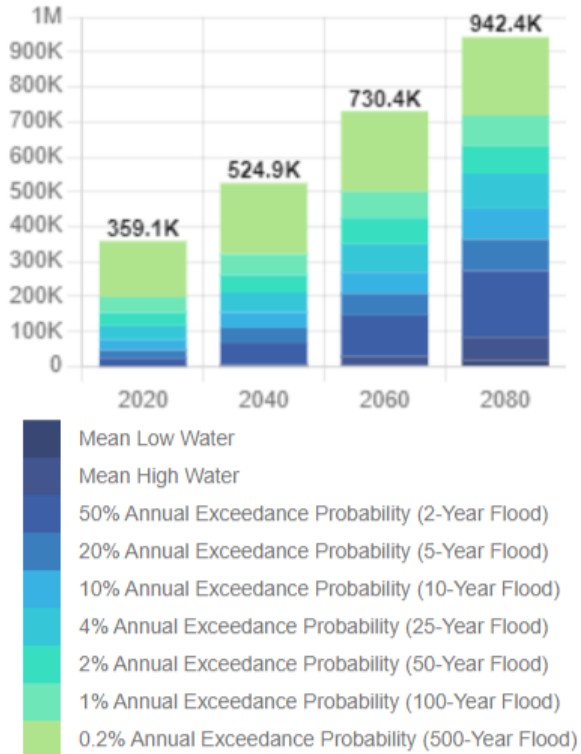 1M
942.4K
900K
800K
730.4K
700K
600K
524.9K
500K
400K
359.1K
300K
200K
100K
0
2020 2040 2060 2080
Mean Low Water
Mean High Water
50% Annual Exceedance Probability (2-Year Flood)
20% Annual Exceedance Probability (5-Year Flood)
10% Annual Exceedance Probability (10-Year Flood)
4% Annual Exceedance Probability (25-Year Flood)
2% Annual Exceedance Probability (50-Year Flood)
1% Annual Exceedance Probability (100-Year Flood)
0.2% Annual Exceedance Probability (500-Year Flood)